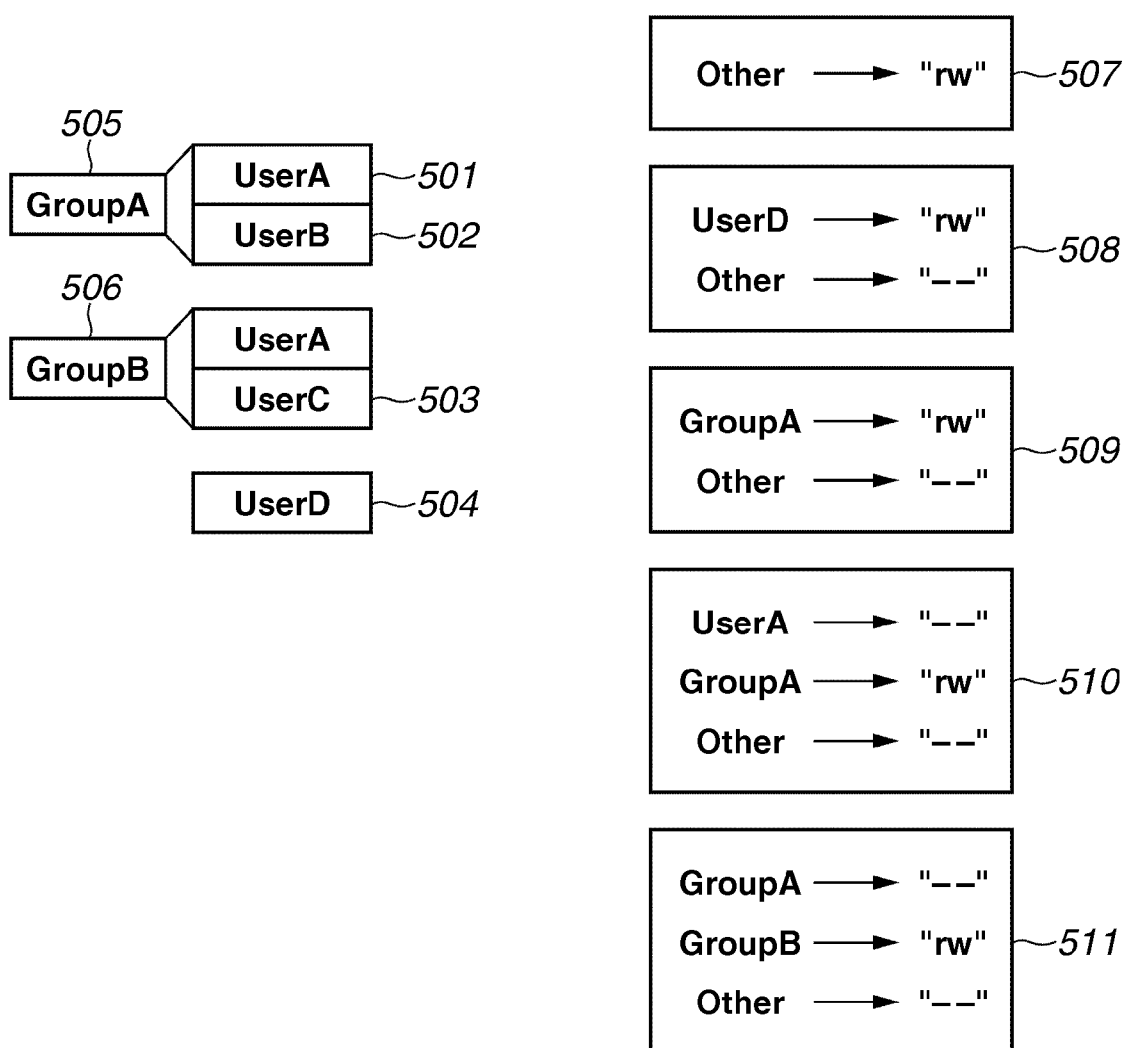 505
GroupA
UserA 501
UserB 502
506
GroupB
UserA
UserC 503
UserD 504
Other "rw" 507
UserD "rw"
Other "--"
508
GroupA "rw"
Other "--"
509
UserA "--"
GroupA "rw" 510
Other "--"
GroupA "--"
GroupB "rw" 511
Other "--"